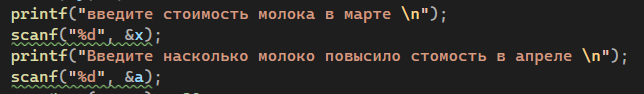 printf("введите стоимость молока в марте \n");
scanf("%d", &x);
printf("Введите насколько молоко повысило стомость в апреле \n");
scanf("%d", &a);